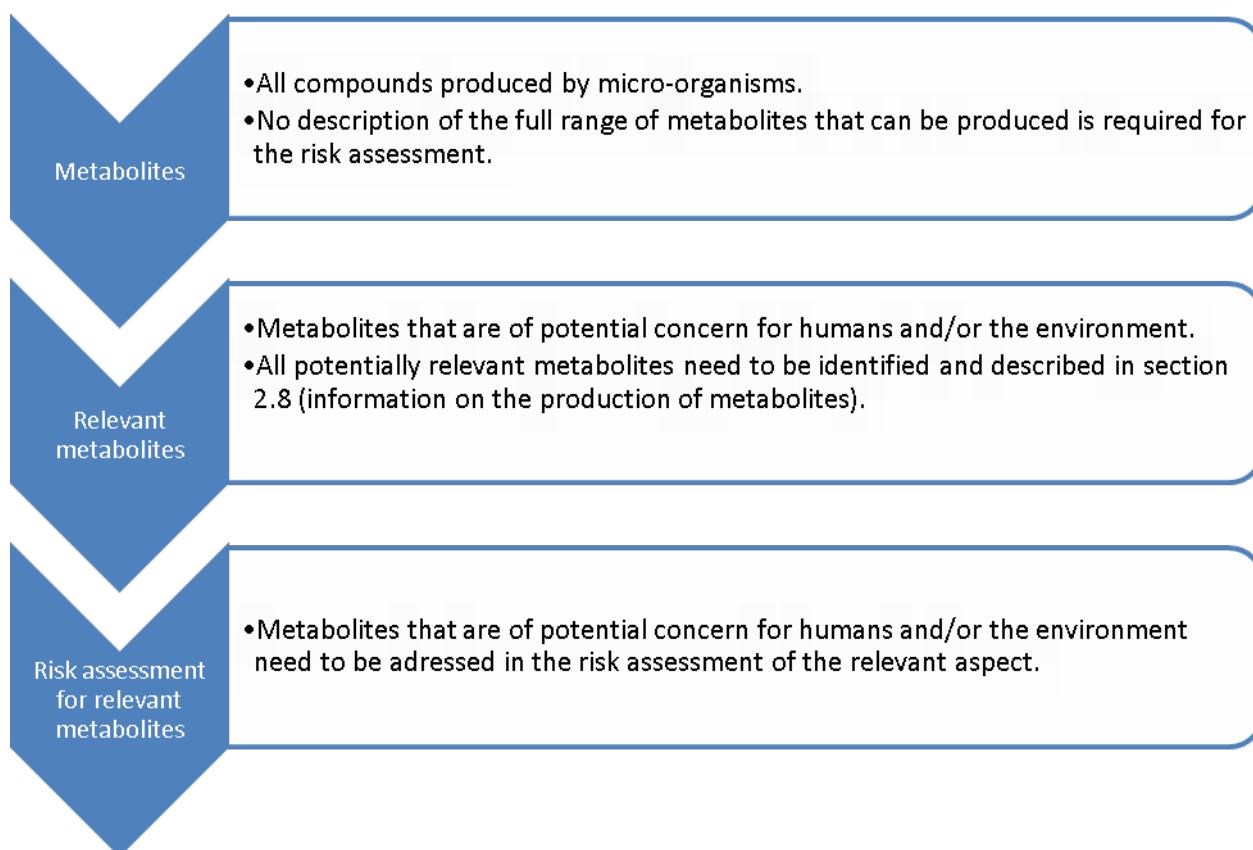 Metabolites
•All compounds produced by micro-organisms.
•No description of the full range of metabolites that can be produced is required for
the risk assessment.
Relevant
metabolites
•Metabolites that are of potential concern for humans and/or the environment.
•All potentially relevant metabolites need to be identified and described in section
2.8 (information on the production of metabolites).
Risk assessment
for relevant
metabolites
•Metabolites that are of potential concern for humans and/or the environment
need to be adressed in the risk assessment of the relevant aspect.